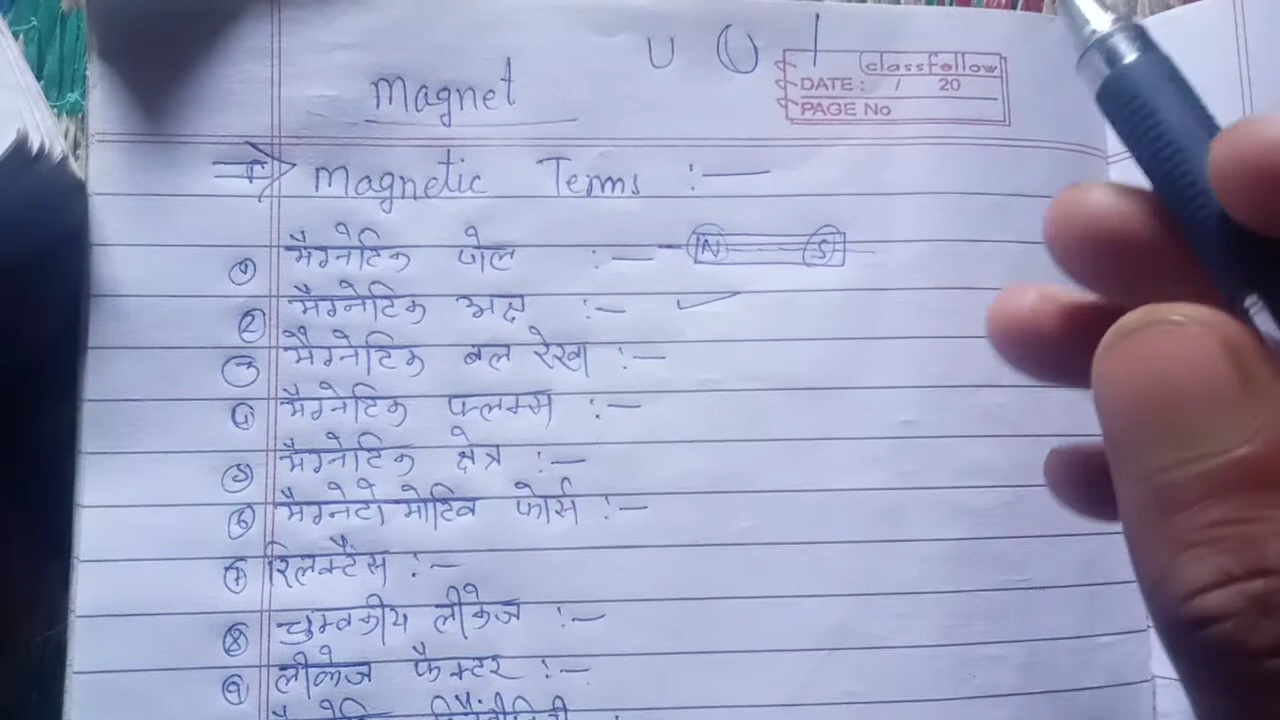 U U |
classfellow
DATE : / 20
PAGE No
Magnet
⇒ Magnetic Terms :—
① मैग्नेटिक पोल :— N S
② मैग्नेटिक अक्ष :— ✓
③ मैग्नेटिक बल रेखा :—
④ मैग्नेटिक फ्लक्स :—
⑤ मैग्नेटिक क्षेत्र :—
⑥ मैग्नेटो मोटिव फोर्स :—
⑦ रिलक्टैंस :—
⑧ चुम्बकीय लीकेज :—
⑨ लीकेज फैक्टर :—